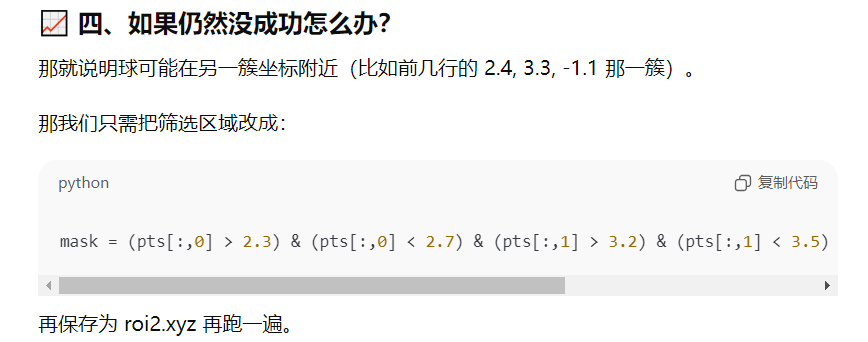 📈 四、如果仍然没成功怎么办？
那就说明球可能在另一簇坐标附近（比如前几行的 2.4, 3.3, -1.1 那一簇）。
那我们只需把筛选区域改成：
python
复制代码
mask = (pts[:,0] > 2.3) & (pts[:,0] < 2.7) & (pts[:,1] > 3.2) & (pts[:,1] < 3.5)
再保存为 roi2.xyz 再跑一遍。